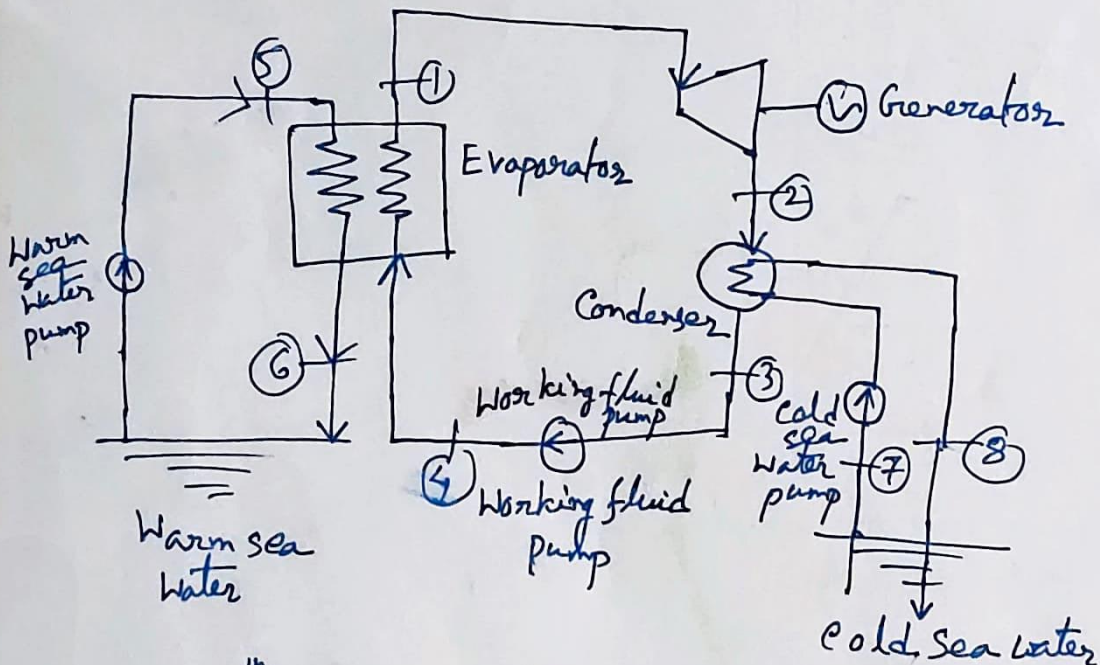 5
1
Generator
Evaporator
2
Warm
sea
water
pump
Condenser
6
3
Working fluid
pump
Cold
sea
water
pump
7
8
4
Working fluid
pump
Warm sea
water
Cold sea water